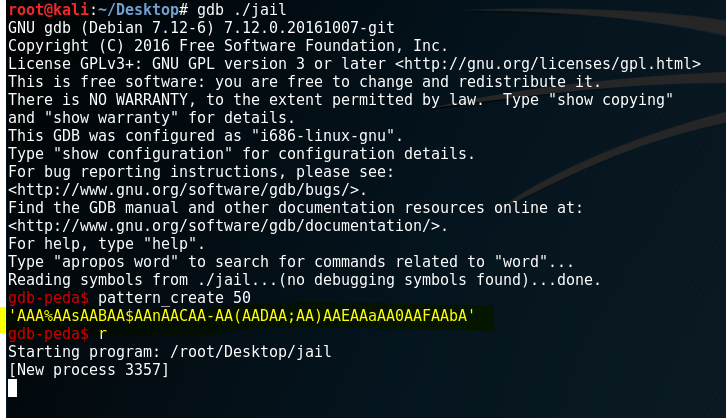 root@kali:~/Desktop# gdb ./jail
GNU gdb (Debian 7.12-6) 7.12.0.20161007-git
Copyright (C) 2016 Free Software Foundation, Inc.
License GPLv3+: GNU GPL version 3 or later <http://gnu.org/licenses/gpl.html>
This is free software: you are free to change and redistribute it.
There is NO WARRANTY, to the extent permitted by law.  Type "show copying"
and "show warranty" for details.
This GDB was configured as "i686-linux-gnu".
Type "show configuration" for configuration details.
For bug reporting instructions, please see:
<http://www.gnu.org/software/gdb/bugs/>.
Find the GDB manual and other documentation resources online at:
<http://www.gnu.org/software/gdb/documentation/>.
For help, type "help".
Type "apropos word" to search for commands related to "word"...
Reading symbols from ./jail...(no debugging symbols found)...done.
gdb-peda$ pattern_create 50
'AAA%AAsAABAA$AAnAACAA-AA(AADAA;AA)AAEAAaAA0AAFAAbA'
gdb-peda$ r
Starting program: /root/Desktop/jail
[New process 3357]